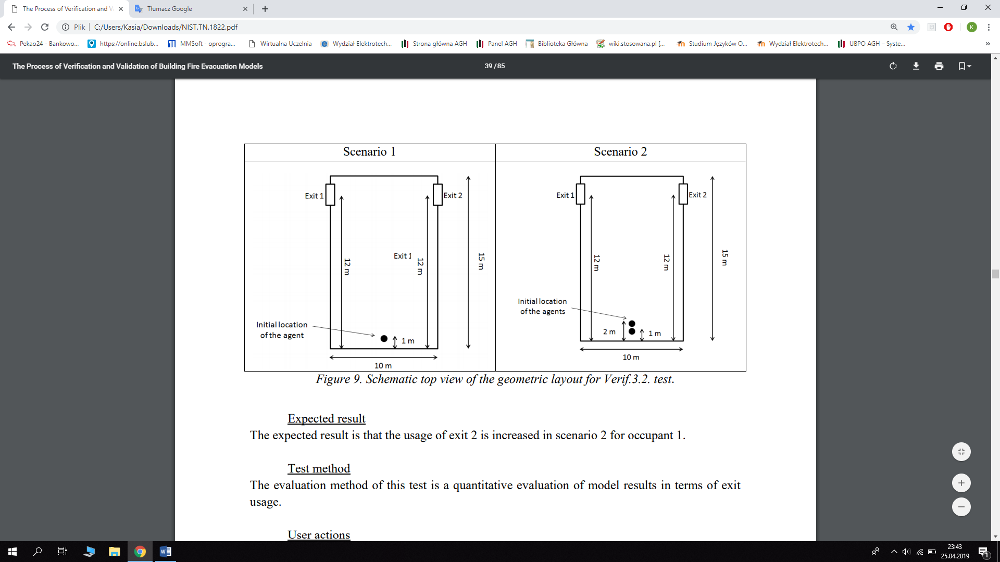 The Process of Verification and V
Tłumacz Google
Plik
C:/Users/Kasia/Downloads/NIST.TN.1822.pdf
K
Pekao24 - Bankowo...
https://online.bslub...
MMSoft - oprogra...
Wirtualna Uczelnia
Wydział Elektrotech...
Strona główna AGH
Panel AGH
Biblioteka Główna
wiki.stosowana.pl [...
Studium Języków O...
Wydział Elektrotech...
UBPO AGH – Syste...
»
The Process of Verification and Validation of Building Fire Evacuation Models
39 / 85
Scenario 1
Scenario 2
Exit 1
Exit 2
Exit 1
12 m
12 m
15 m
Initial location
of the agent
1 m
10 m
Exit 1
Exit 2
12 m
12 m
15 m
Initial location
of the agents
2 m
1 m
10 m
Figure 9. Schematic top view of the geometric layout for Verif.3.2. test.
Expected result
The expected result is that the usage of exit 2 is increased in scenario 2 for occupant 1.
Test method
The evaluation method of this test is a quantitative evaluation of model results in terms of exit
usage.
User actions
23:43
25.04.2019
1